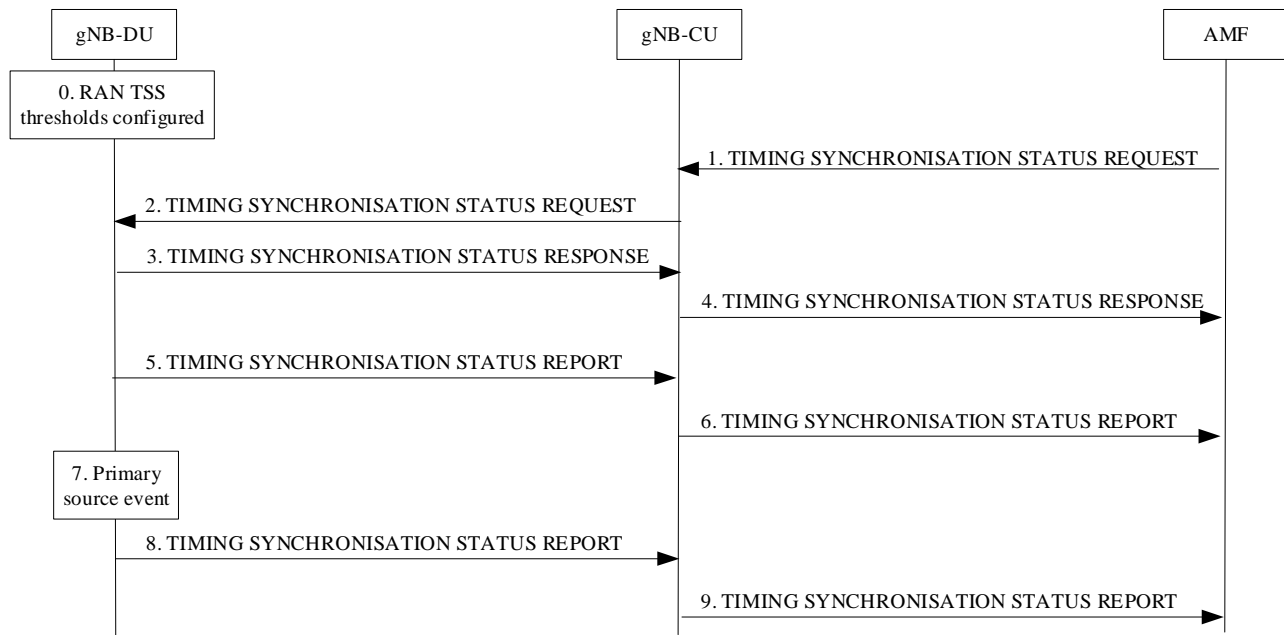 gNB-DU
gNB-CU
AMF
0. RAN TSS
thresholds configured
1. TIMING SYNCHRONISATION STATUS REQUEST
2. TIMING SYNCHRONISATION STATUS REQUEST
3. TIMING SYNCHRONISATION STATUS RESPONSE
4. TIMING SYNCHRONISATION STATUS RESPONSE
5. TIMING SYNCHRONISATION STATUS REPORT
6. TIMING SYNCHRONISATION STATUS REPORT
7. Primary
source event
8. TIMING SYNCHRONISATION STATUS REPORT
9. TIMING SYNCHRONISATION STATUS REPORT